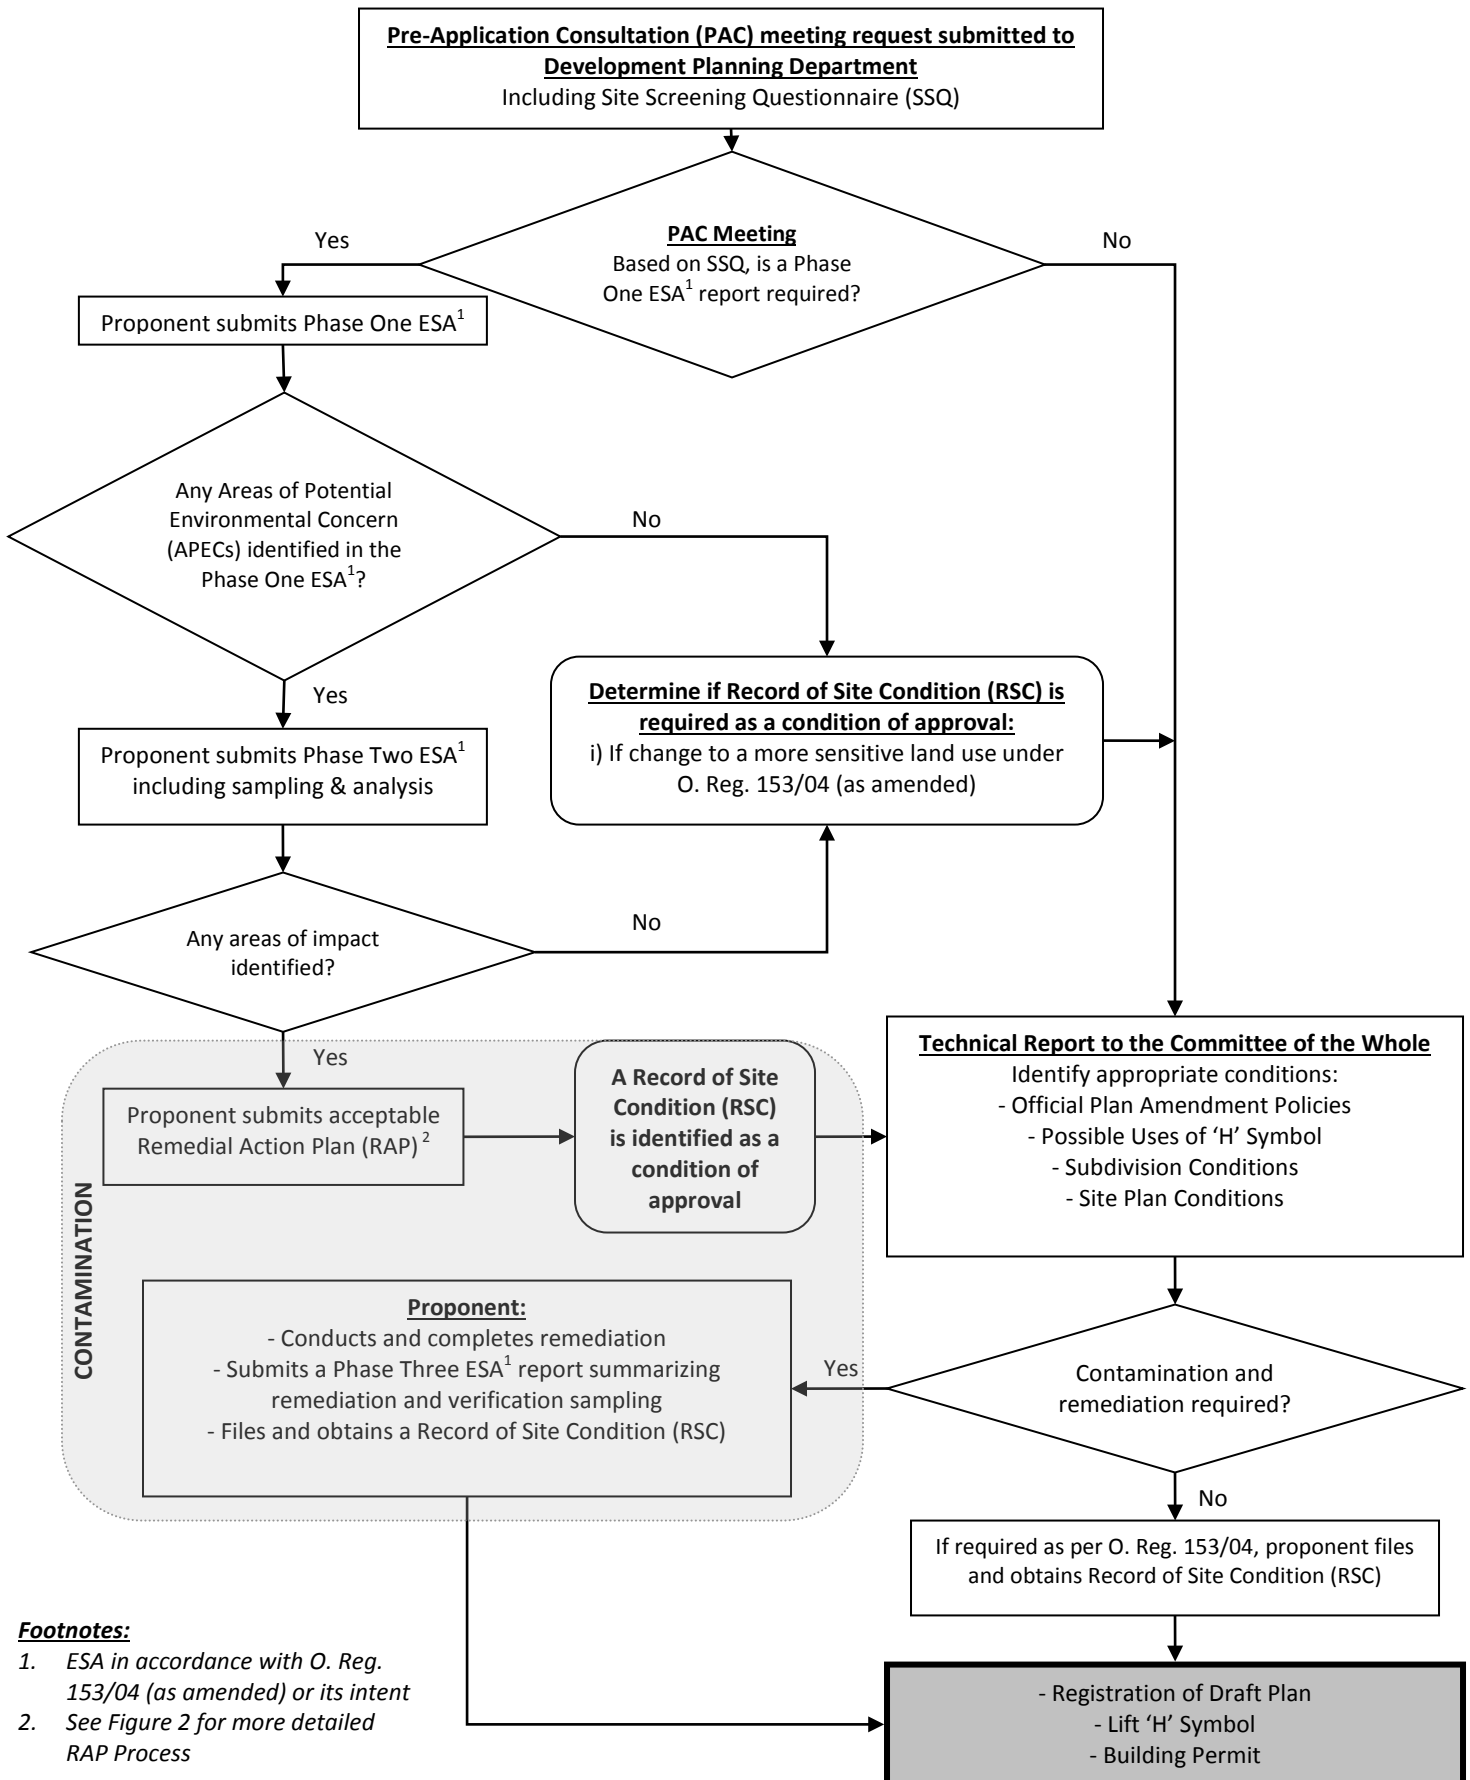 Pre-Application Consultation (PAC) meeting request submitted to
Development Planning Department
Including Site Screening Questionnaire (SSQ)
Yes
PAC Meeting
Based on SSQ, is a Phase
One ESA1 report required?
No
Proponent submits Phase One ESA1
Any Areas of Potential
Environmental Concern
(APECs) identified in the
Phase One ESA1?
No
Yes
Determine if Record of Site Condition (RSC) is
required as a condition of approval:
i) If change to a more sensitive land use under
O. Reg. 153/04 (as amended)
Proponent submits Phase Two ESA1
including sampling & analysis
Any areas of impact
identified?
No
Yes
CONTAMINATION
Proponent submits acceptable
Remedial Action Plan (RAP) 2
A Record of Site
Condition (RSC)
is identified as a
condition of
approval
Technical Report to the Committee of the Whole
Identify appropriate conditions:
- Official Plan Amendment Policies
- Possible Uses of ‘H’ Symbol
- Subdivision Conditions
- Site Plan Conditions
Proponent:
- Conducts and completes remediation
- Submits a Phase Three ESA1 report summarizing
remediation and verification sampling
- Files and obtains a Record of Site Condition (RSC)
Yes
Contamination and
remediation required?
No
If required as per O. Reg. 153/04, proponent files
and obtains Record of Site Condition (RSC)
- Registration of Draft Plan
- Lift ‘H’ Symbol
- Building Permit
Footnotes:
1. ESA in accordance with O. Reg.
153/04 (as amended) or its intent
2. See Figure 2 for more detailed
RAP Process